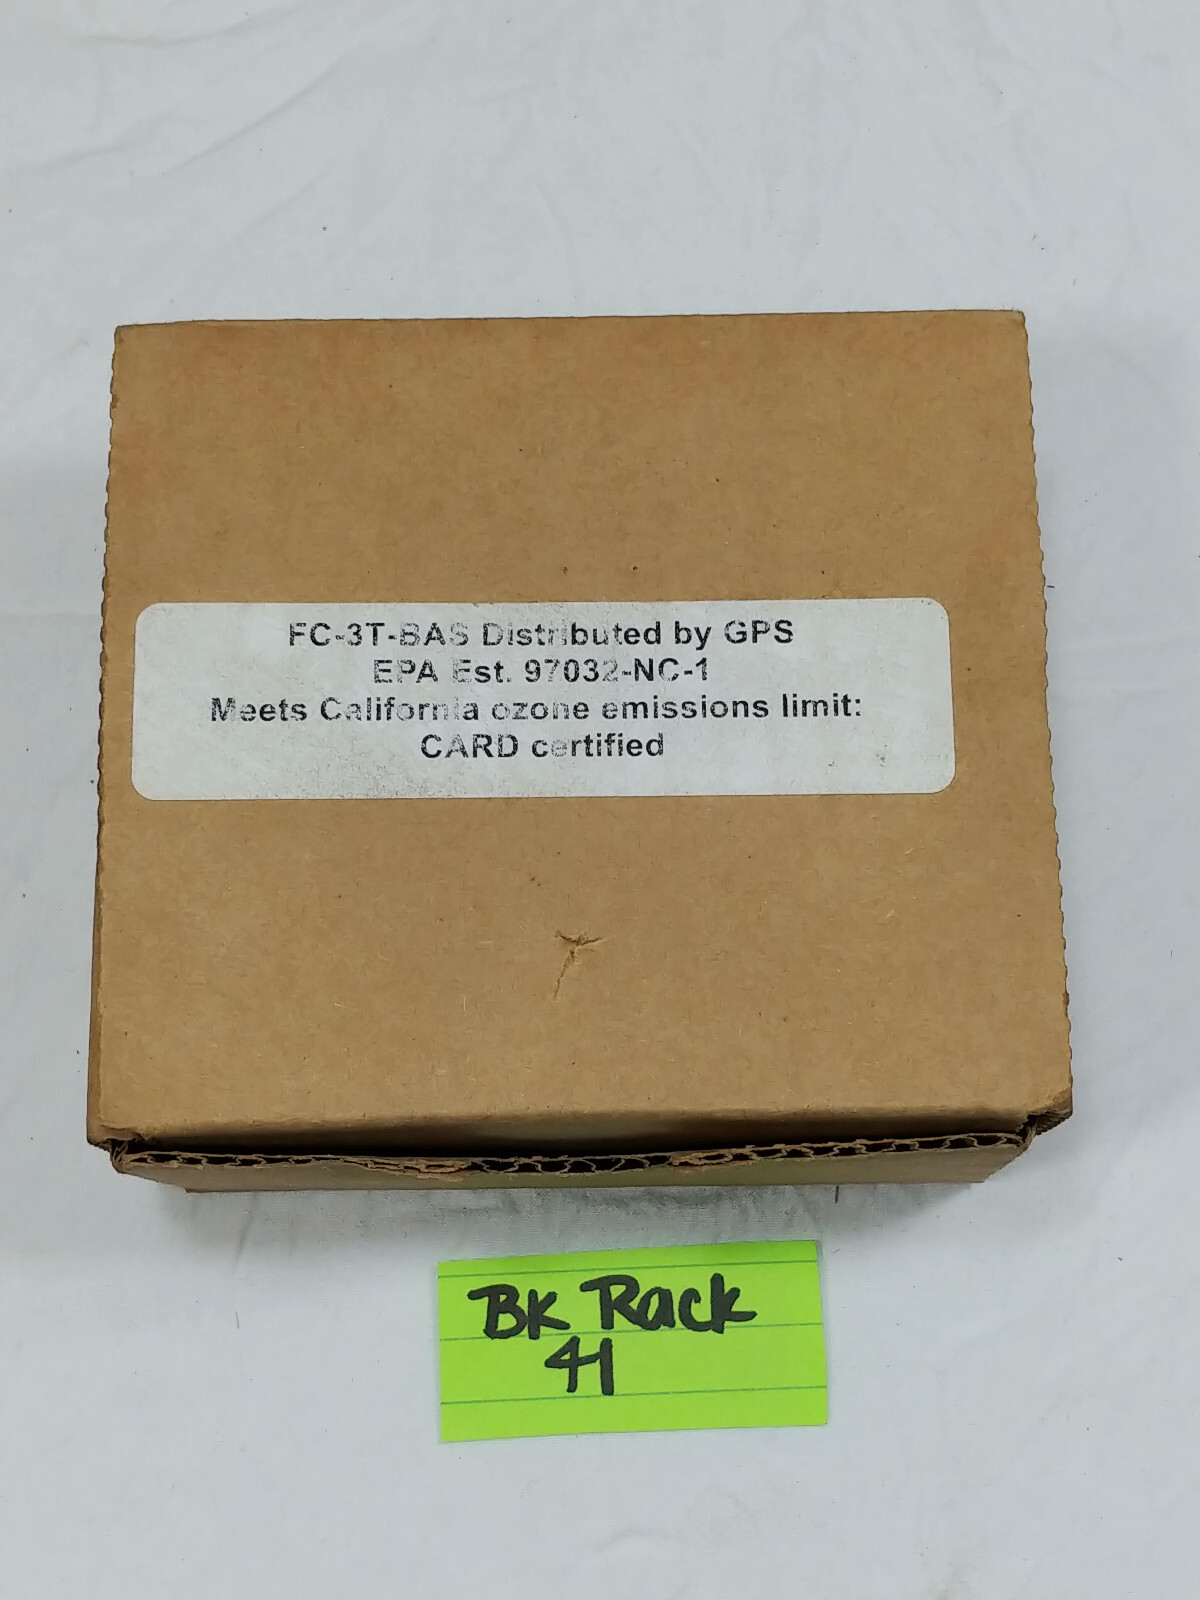 FC-3T-BAS Distributed by GPS
EPA Est. 97032-NC-1
Meets California ozone emissions limit:
CARD certified
BK Rack
41